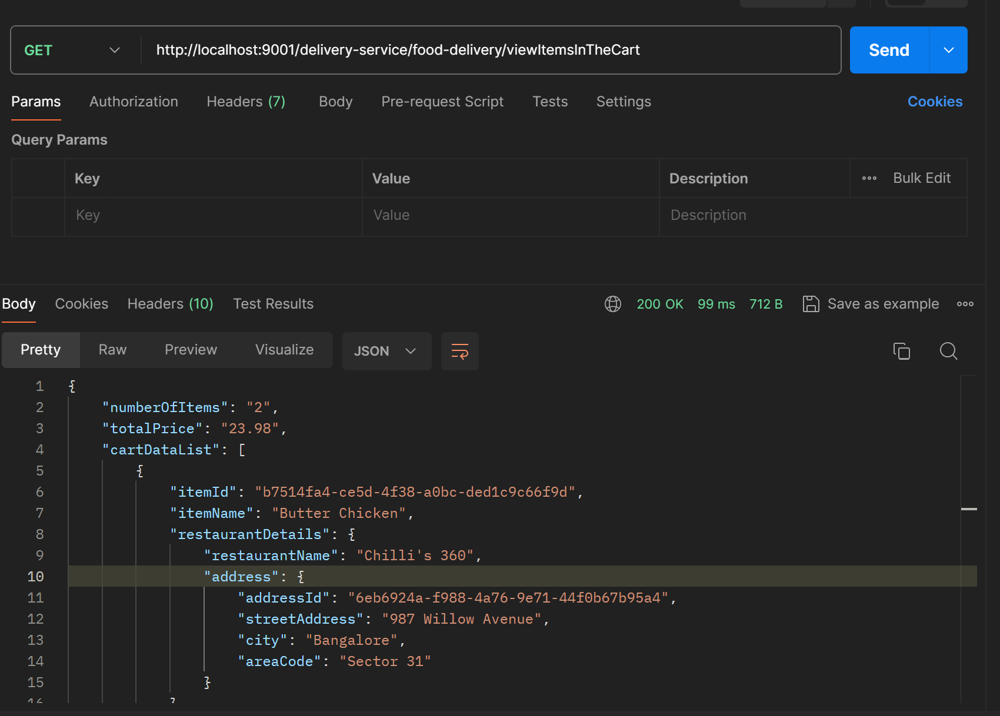 GET http://localhost:9001/delivery-service/food-delivery/viewItemsInTheCart Send
Params Authorization Headers (7) Body Pre-request Script Tests Settings Cookies
Query Params
Key Value Description Bulk Edit
Key Value Description
Body Cookies Headers (10) Test Results 200 OK 99 ms 712 B Save as example
Pretty Raw Preview Visualize JSON
1 {
2 "numberOfItems": "2",
3 "totalPrice": "23.98",
4 "cartDataList": [
5 {
6 "itemId": "b7514fa4-ce5d-4f38-a0bc-ded1c9c66f9d",
7 "itemName": "Butter Chicken",
8 "restaurantDetails": {
9 "restaurantName": "Chilli's 360",
10 "address": {
11 "addressId": "6eb6924a-f988-4a76-9e71-44f0b67b95a4",
12 "streetAddress": "987 Willow Avenue",
13 "city": "Bangalore",
14 "areaCode": "Sector 31"
15 }